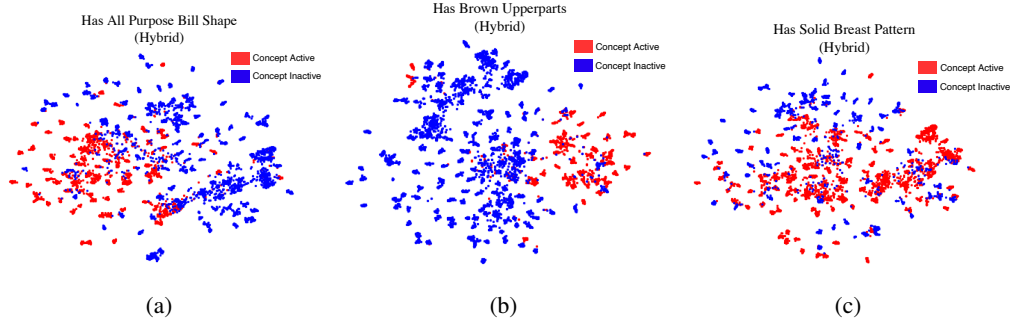 Has All Purpose Bill Shape
(Hybrid)
Concept Active
Concept Inactive
(a)
Has Brown Upperparts
(Hybrid)
Concept Active
Concept Inactive
(b)
Has Solid Breast Pattern
(Hybrid)
Concept Active
Concept Inactive
(c)